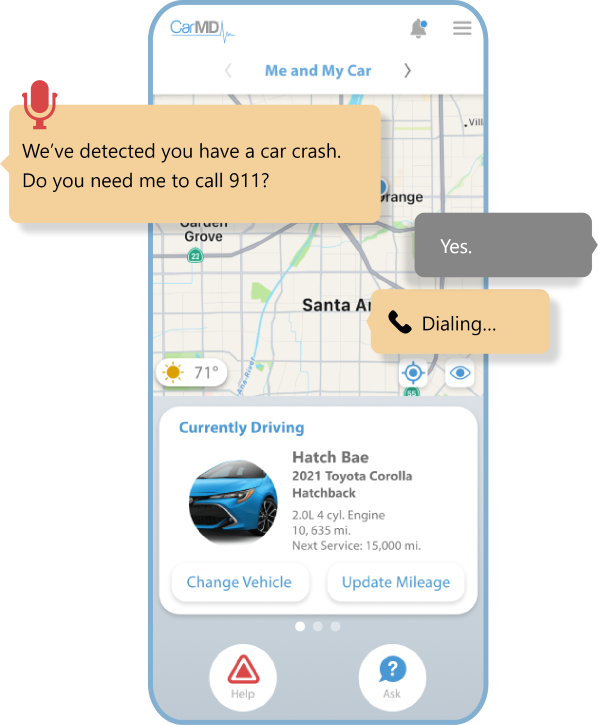 CarMD
Me and My Car
We've detected you have a car crash.
Do you need me to call 911?
Vill
Orange
Garden
Grove
22
Yes.
Santa A
Dialing...
71°
Ana-River
55
Currently Driving
Hatch Bae
2021 Toyota Corolla
Hatchback
2.0L 4 cyl. Engine
10, 635 mi.
Next Service: 15,000 mi.
Change Vehicle
Update Mileage
?
Help
Ask